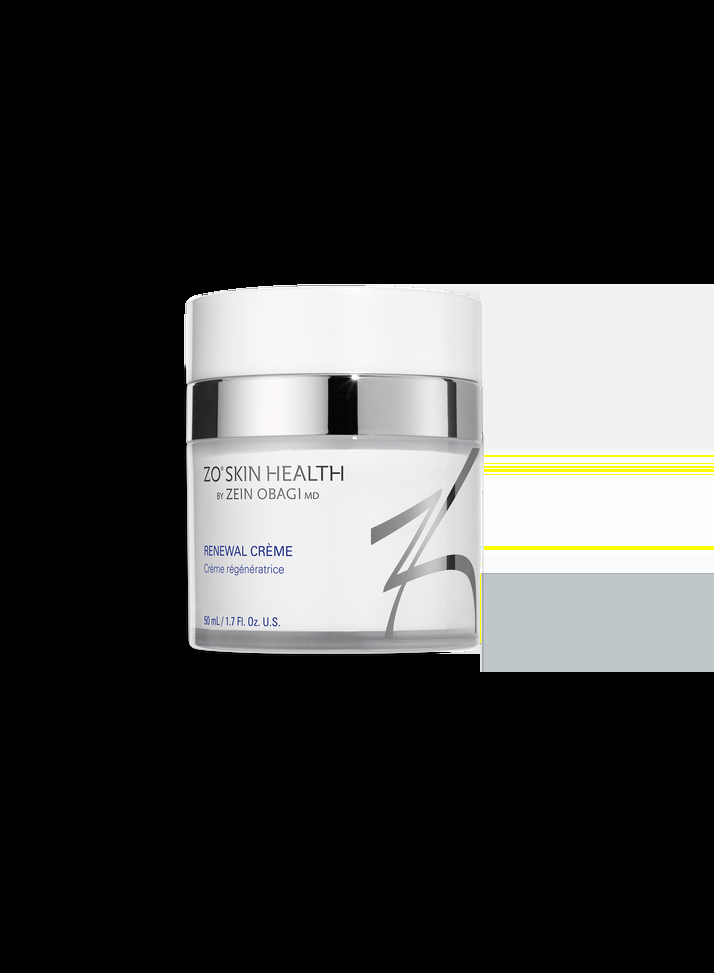 ZO® SKIN HEALTH
BY ZEIN OBAGI MD
RENEWAL CRÈME
Crème régénératrice
50 mL / 1.7 Fl. Oz. U.S.